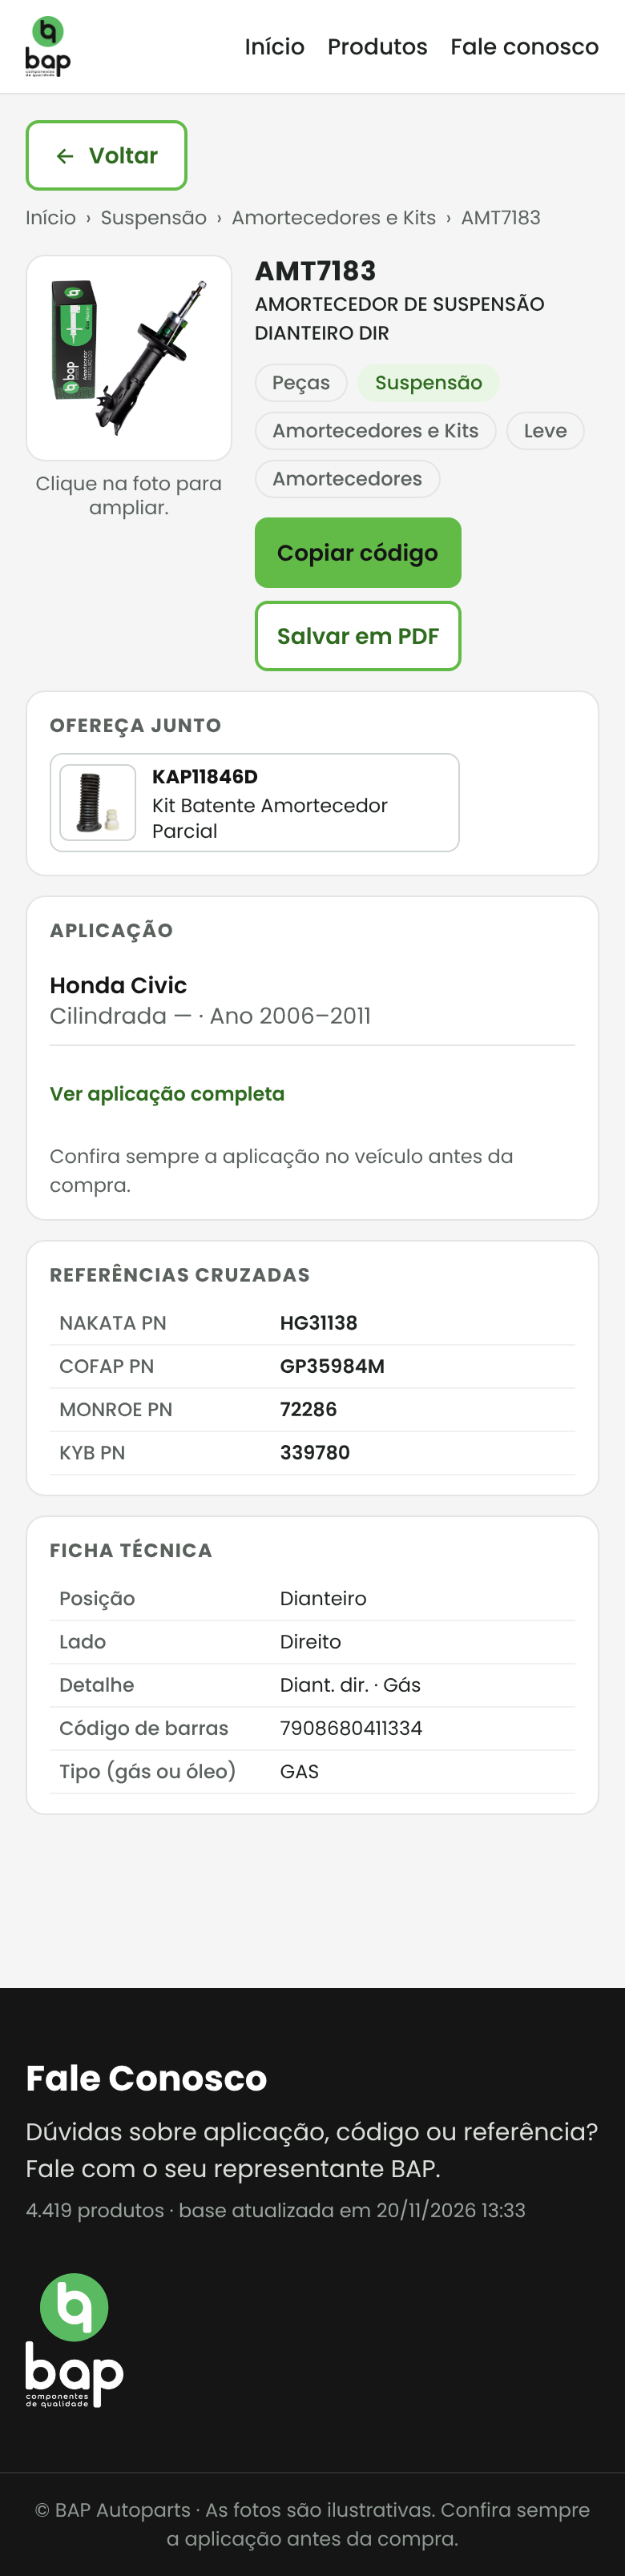 bap
componentes
de qualidade
Início Produtos Fale conosco
← Voltar
Início › Suspensão › Amortecedores e Kits › AMT7183
bap
Clique na foto para
ampliar.
AMT7183
AMORTECEDOR DE SUSPENSÃO
DIANTEIRO DIR
Peças Suspensão
Amortecedores e Kits Leve
Amortecedores
Copiar código
Salvar em PDF
OFEREÇA JUNTO
KAP11846D
Kit Batente Amortecedor
Parcial
APLICAÇÃO
Honda Civic
Cilindrada — · Ano 2006–2011
Ver aplicação completa
Confira sempre a aplicação no veículo antes da
compra.
REFERÊNCIAS CRUZADAS
NAKATA PN HG31138
COFAP PN GP35984M
MONROE PN 72286
KYB PN 339780
FICHA TÉCNICA
Posição Dianteiro
Lado Direito
Detalhe Diant. dir. · Gás
Código de barras 7908680411334
Tipo (gás ou óleo) GAS
Fale Conosco
Dúvidas sobre aplicação, código ou referência?
Fale com o seu representante BAP.
4.419 produtos · base atualizada em 20/11/2026 13:33
bap
componentes
de qualidade
© BAP Autoparts · As fotos são ilustrativas. Confira sempre
a aplicação antes da compra.